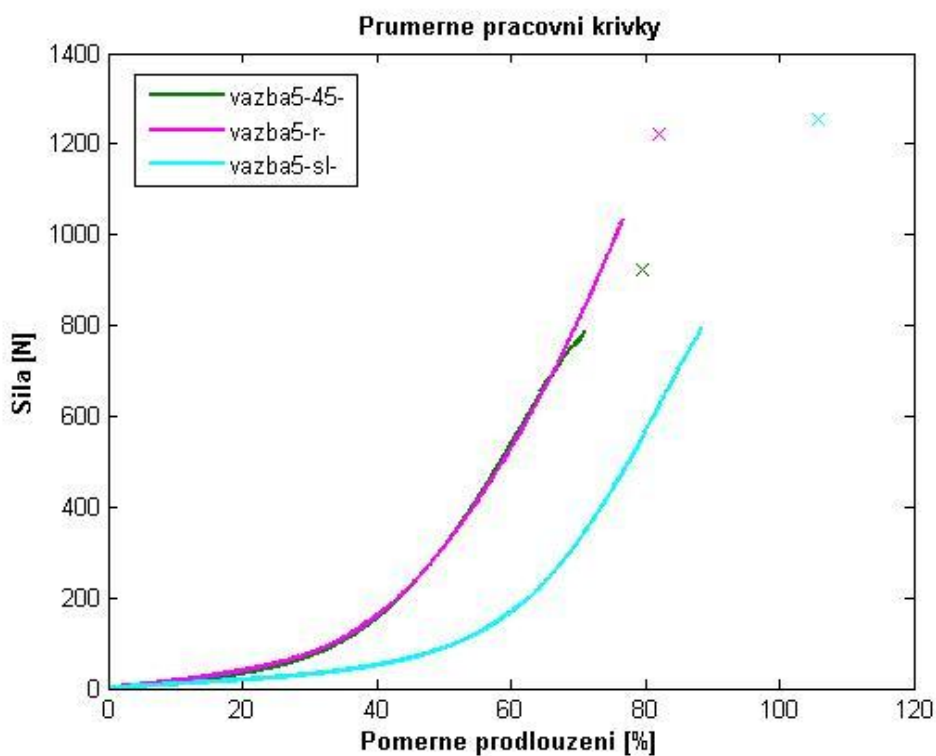 Prumerne pracovni krivky
1400
1200
1000
800
600
400
200
0
Sila [N]
vazba5-45-
vazba5-r-
vazba5-sl-
0 20 40 60 80 100 120
Pomerne prodlouzeni [%]